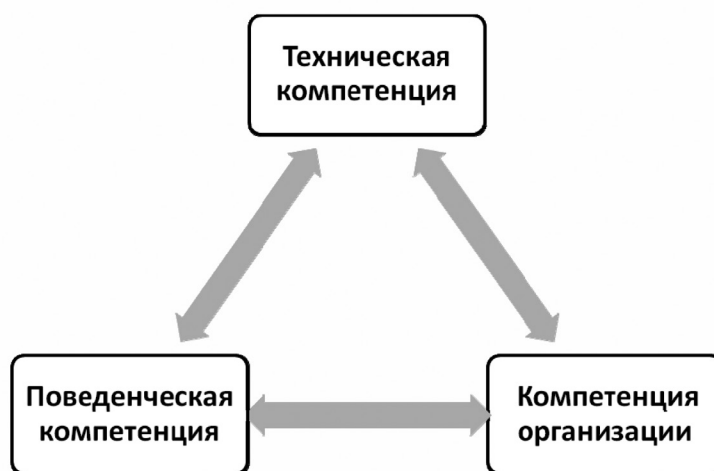 Техническая
компетенция
Поведенческая
компетенция
Компетенция
организации